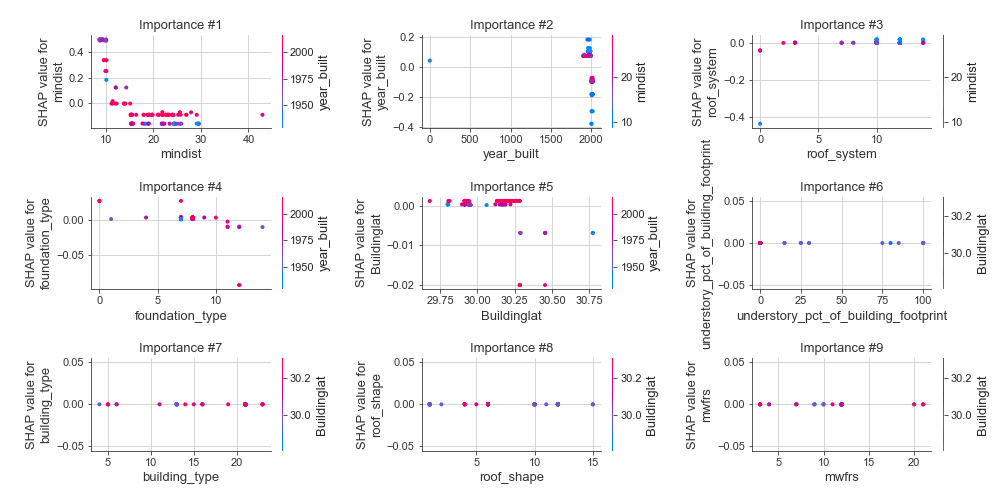 Importance #1
SHAP value for
mindist
0.4
0.2
0.0
10
20
30
40
mindist
2000
1975
1950
year_built
Importance #2
SHAP value for
year_built
0.2
0.0
−0.2
−0.4
0
500
1000
1500
2000
year_built
20
10
mindist
Importance #3
SHAP value for
roof_system
0.0
−0.2
−0.4
0
5
10
roof_system
20
10
mindist
Importance #4
SHAP value for
foundation_type
0.00
−0.05
0
10
foundation_type
2000
1975
1950
year_built
Importance #5
SHAP value for
Buildinglat
0.00
−0.01
−0.02
29.75
30.00
30.25
30.50
30.75
Buildinglat
2000
1975
1950
year_built
Importance #6
SHAP value for
understory_pct_of_building_footprint
0.05
0.00
−0.05
0
25
50
75
100
understory_pct_of_building_footprint
30.2
30.0
Buildinglat
Importance #7
SHAP value for
building_type
0.05
0.00
−0.05
5
10
15
20
building_type
30.2
30.0
Buildinglat
Importance #8
SHAP value for
roof_shape
0.05
0.00
−0.05
5
10
15
roof_shape
30.2
30.0
Buildinglat
Importance #9
SHAP value for
mwfrs
0.05
0.00
−0.05
5
10
15
20
mwfrs
30.2
30.0
Buildinglat